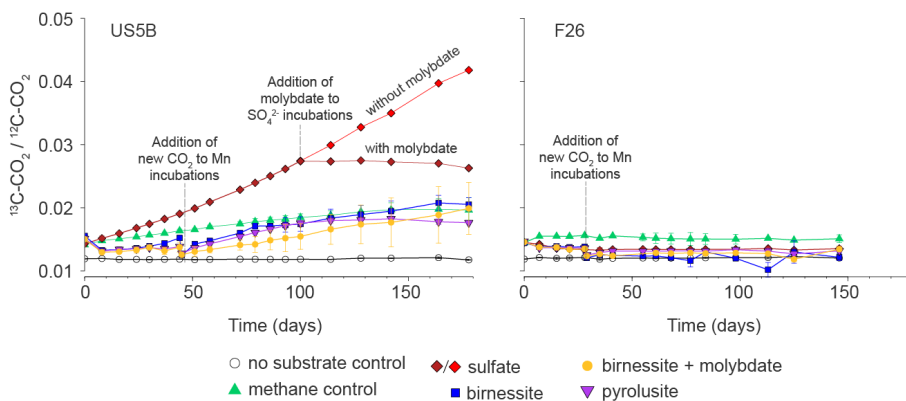 US5B
F26
0.05
0.04
0.03
0.02
0.01
¹³C-CO₂ / ¹²C-CO₂
Addition of
new CO₂ to Mn
incubations
Addition of
molybdate to
SO₄²⁻ incubations
without molybdate
with molybdate
Addition of
new CO₂ to Mn
incubations
0 50 100 150
0 50 100 150
Time (days)
Time (days)
no substrate control
methane control
/ sulfate
birnessite
birnessite + molybdate
pyrolusite